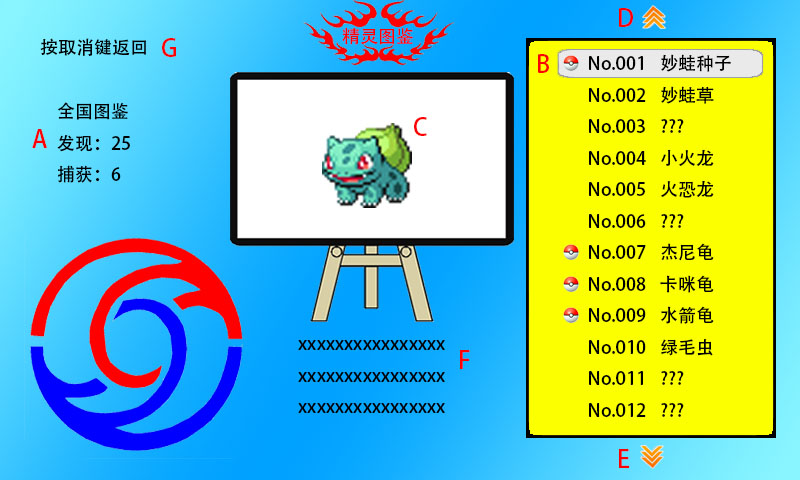 精灵图鉴
按取消键返回 G
全国图鉴
A
发现：25
捕获：6
C
xxxxxxxxxxxxxxxx
xxxxxxxxxxxxxxxx
xxxxxxxxxxxxxxxx
F
D
B
No.001 妙蛙种子
No.002 妙蛙草
No.003 ???
No.004 小火龙
No.005 火恐龙
No.006 ???
No.007 杰尼龟
No.008 卡咪龟
No.009 水箭龟
No.010 绿毛虫
No.011 ???
No.012 ???
E